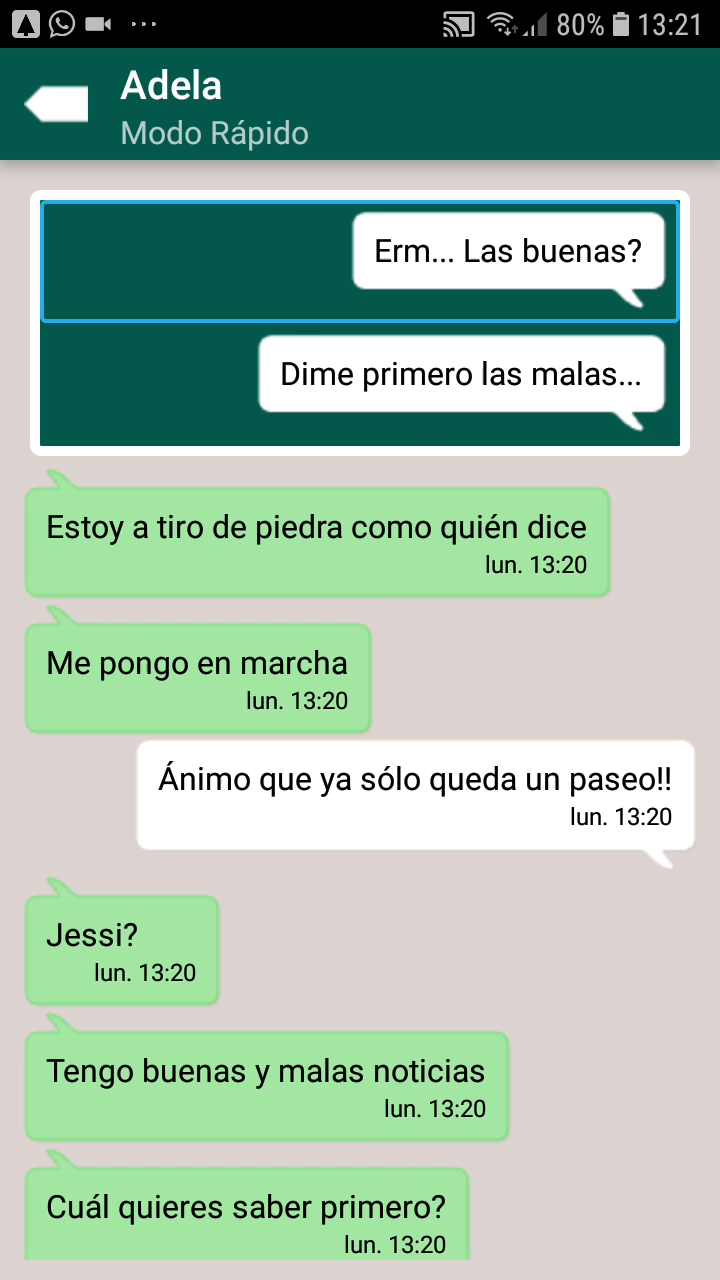 80% 13:21
Adela
Modo Rápido
Erm... Las buenas?
Dime primero las malas...
Estoy a tiro de piedra como quién dice
lun. 13:20
Me pongo en marcha
lun. 13:20
Ánimo que ya sólo queda un paseo!!
lun. 13:20
Jessi?
lun. 13:20
Tengo buenas y malas noticias
lun. 13:20
Cuál quieres saber primero?
lun. 13:20